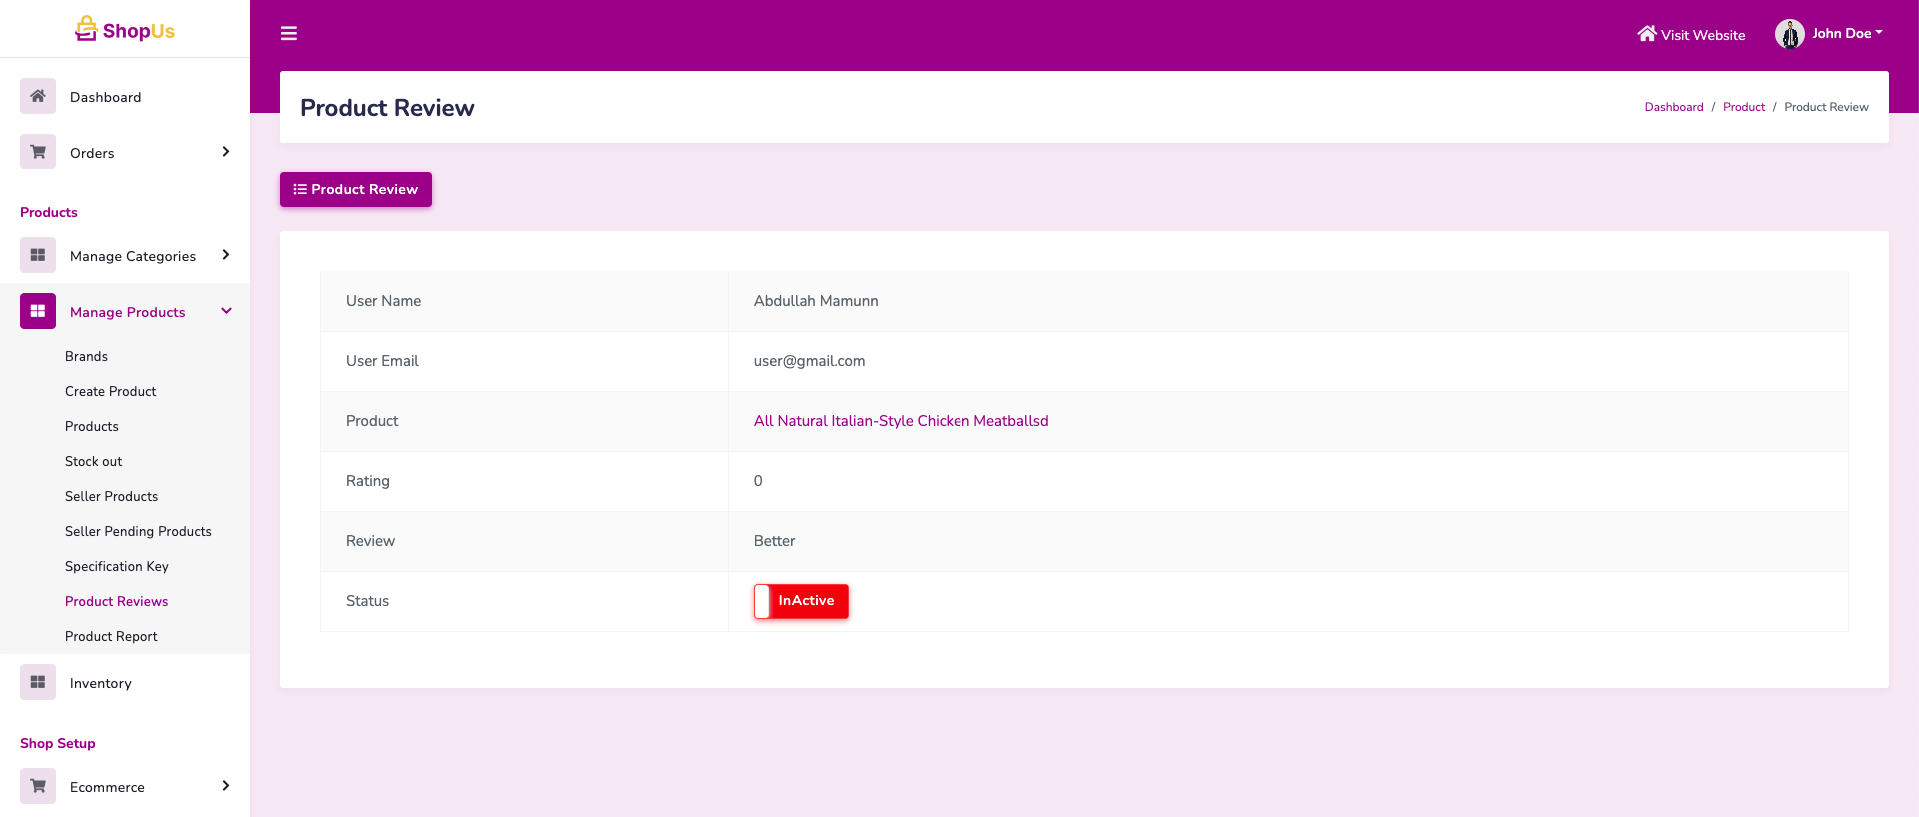 ShopUs
Visit Website
John Doe
Dashboard
Orders
Products
Manage Categories
Manage Products
Brands
Create Product
Products
Stock out
Seller Products
Seller Pending Products
Specification Key
Product Reviews
Product Report
Inventory
Shop Setup
Ecommerce
Product Review
Dashboard / Product / Product Review
Product Review
User Name Abdullah Mamunn
User Email user@gmail.com
Product All Natural Italian-Style Chicken Meatballsd
Rating 0
Review Better
Status InActive